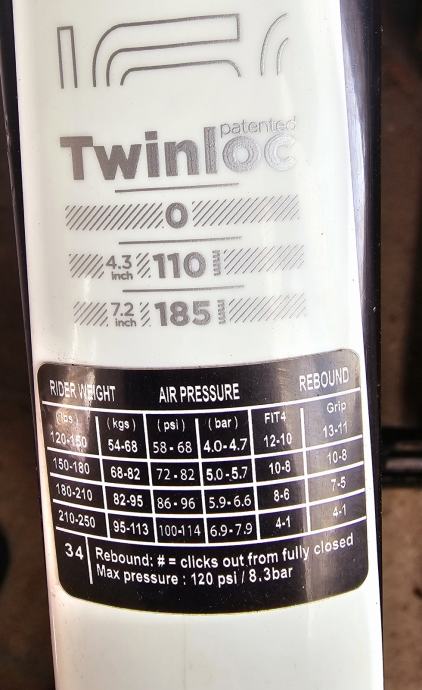 patented
Twinloc
0
4.3 inch 110
7.2 inch 185
RIDER WEIGHT AIR PRESSURE REBOUND
(lbs) (kgs) (psi) (bar) FIT4 Grip
120-150 54-68 58-68 4.0-4.7 12-10 13-11
150-180 68-82 72-82 5.0-5.7 10-8 10-8
180-210 82-95 86-96 5.9-6.6 8-6 7-5
210-250 95-113 100-114 6.9-7.9 4-1 4-1
34 Rebound: # = clicks out from fully closed
Max pressure : 120 psi / 8.3bar